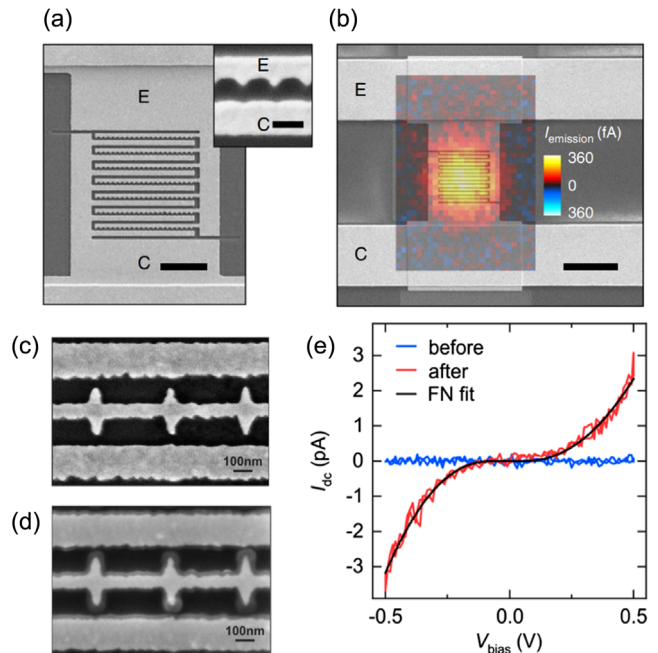 (a)
E
E
C
C
(b)
E
I_emission (fA)
360
0
360
C
(c)
100nm
(d)
100nm
(e)
before
after
FN fit
I_dc (pA)
3
2
1
0
-1
-2
-3
-0.5
0.0
0.5
V_bias (V)